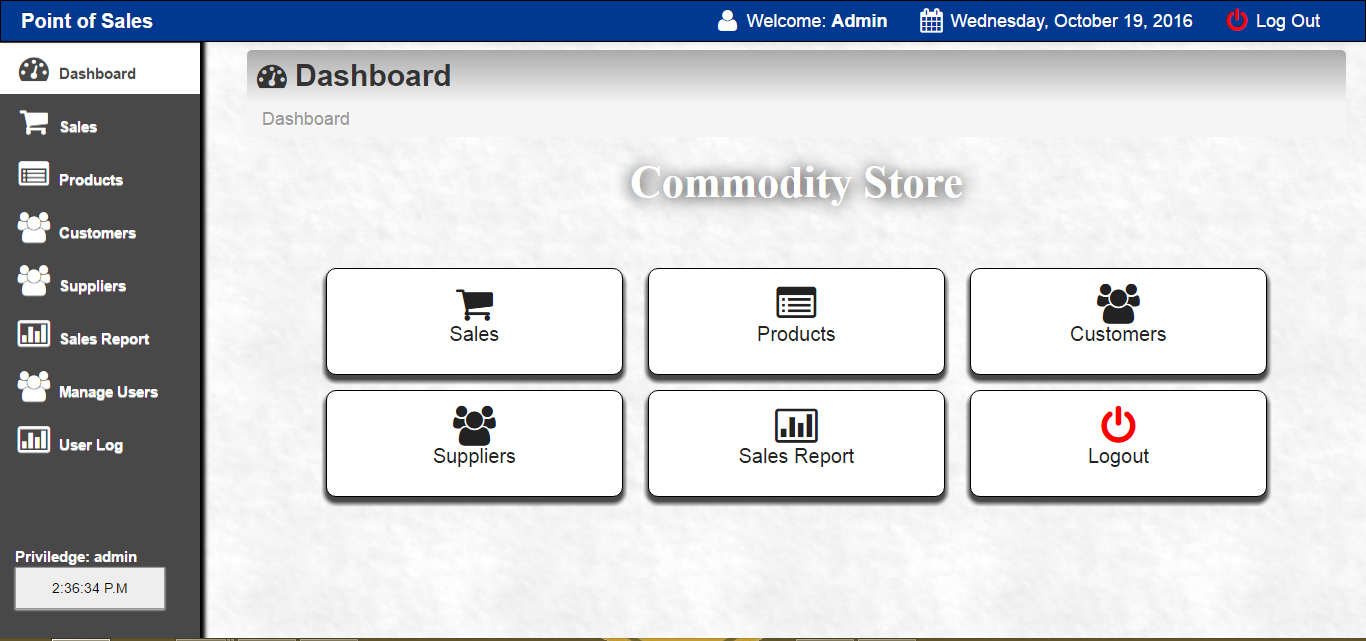 Point of Sales
Welcome: Admin
Wednesday, October 19, 2016
Log Out
Dashboard
Sales
Products
Customers
Suppliers
Sales Report
Manage Users
User Log
Priviledge: admin
2:36:34 P.M
Dashboard
Dashboard
Commodity Store
Sales
Products
Customers
Suppliers
Sales Report
Logout